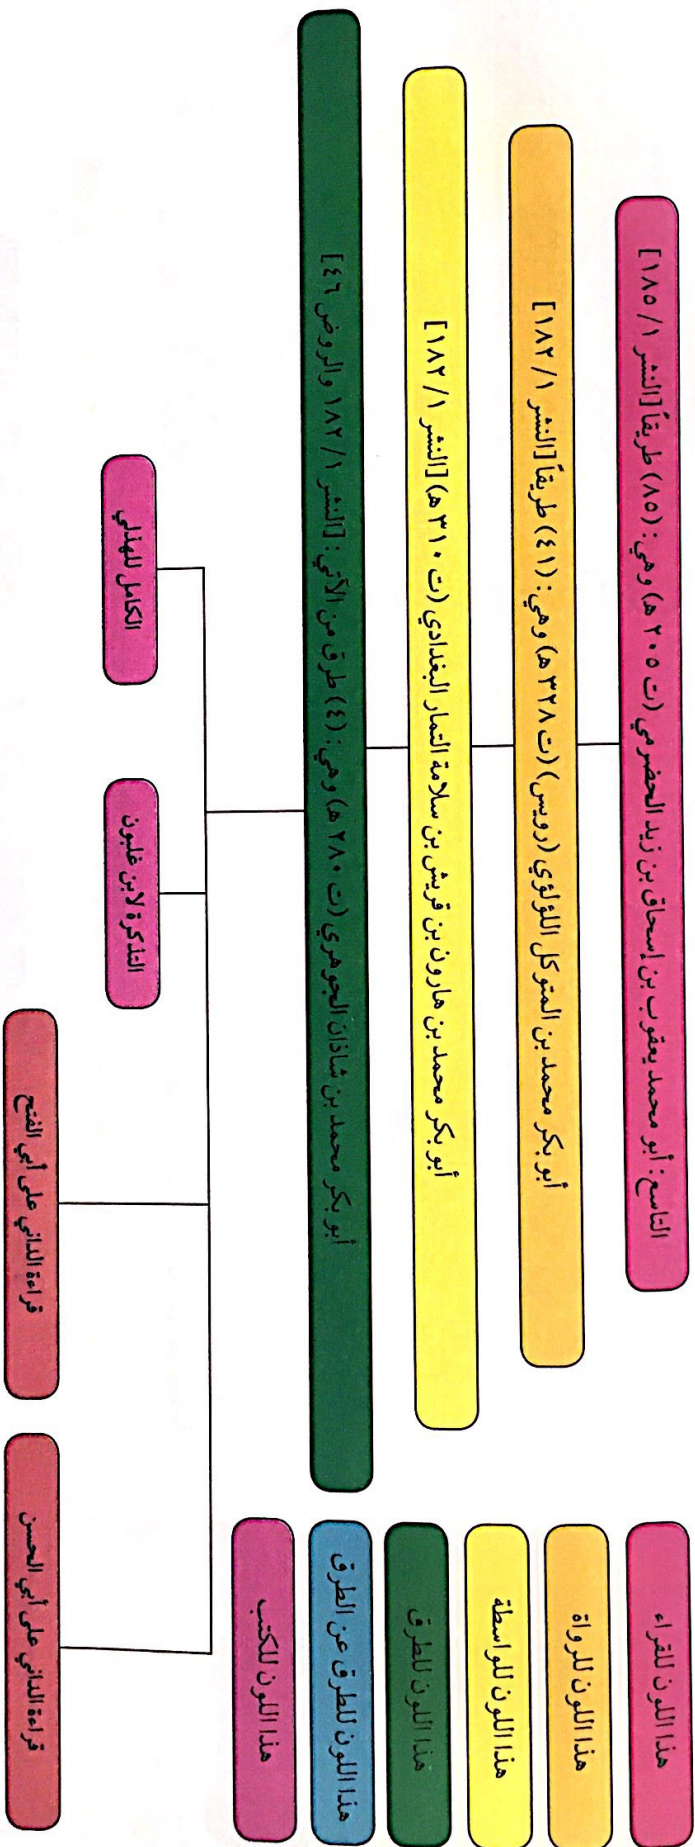 التاسع: أبو محمد يعقوب بن إسحاق بن زيد الحضرمي (ت ٢٠٥ هـ) وهي: (٨٥) طريقاً [النشر ١/ ١٨٥]
أبو بكر محمد بن المتوكل اللؤلؤي (رويس) (ت ٣٢٨ هـ) وهي: (٤١) طريقاً [النشر ١/ ١٨٢]
أبو بكر محمد بن هارون بن قريش بن سلامة التمار البغدادي (ت ٣١٠ هـ) [النشر ١/ ١٨٢]
أبو بكر محمد بن شاذان الجوهري (ت ٢٨٠ هـ) وهي: (٤) طرق من الآتي: [النشر ١/ ١٨٢ والروض ٤٦]
قراءة الداني على أبي الحسن
قراءة الداني على أبي الفتح
التذكرة لابن غلبون
الكامل للهذلي
هذا اللون للقراء
هذا اللون للرواة
هذا اللون للواسطة
هذا اللون للطرق
هذا اللون للطرق عن الطرق
هذا اللون للكتب